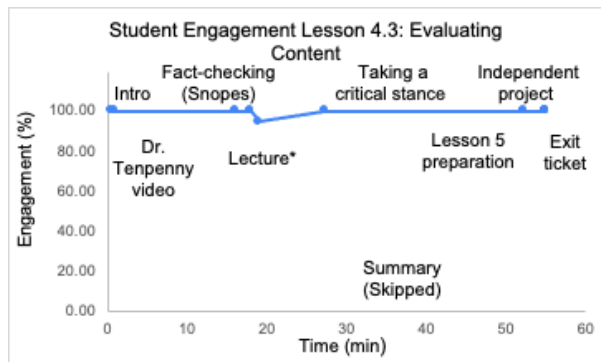 Student Engagement Lesson 4.3: Evaluating
Content
Fact-checking
(Snopes)
Taking a
critical stance
Independent
project
Intro
Dr.
Tenpenny
video
Lecture*
Lesson 5
preparation
Exit
ticket
Summary
(Skipped)
Engagement (%)
100.00
80.00
60.00
40.00
20.00
0.00
0 10 20 30 40 50 60
Time (min)